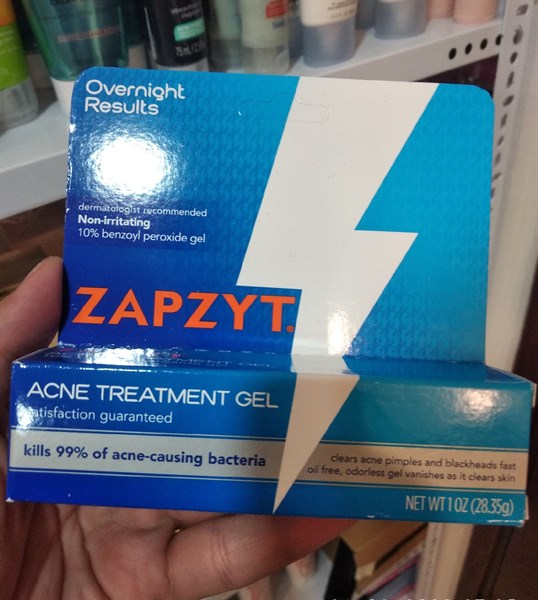 75 mL
Overnight
Results
dermatologist recommended
Non-irritating
10% benzoyl peroxide gel
ZAPZYT®
ACNE TREATMENT GEL
satisfaction guaranteed
kills 99% of acne-causing bacteria
clears acne pimples and blackheads fast
oil free, odorless gel vanishes as it clears skin
NET WT 1 OZ (28.35g)